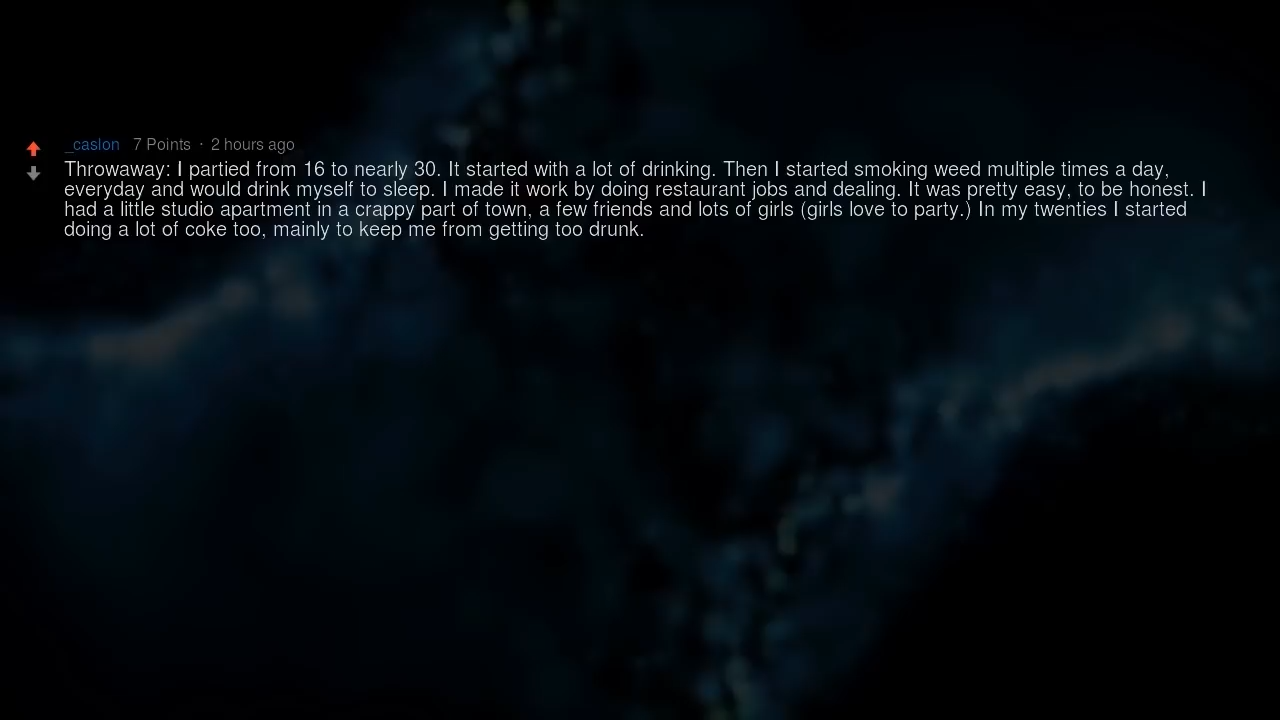 _caslon 7 Points · 2 hours ago
Throwaway: I partied from 16 to nearly 30. It started with a lot of drinking. Then I started smoking weed multiple times a day,
everyday and would drink myself to sleep. I made it work by doing restaurant jobs and dealing. It was pretty easy, to be honest. I
had a little studio apartment in a crappy part of town, a few friends and lots of girls (girls love to party.) In my twenties I started
doing a lot of coke too, mainly to keep me from getting too drunk.